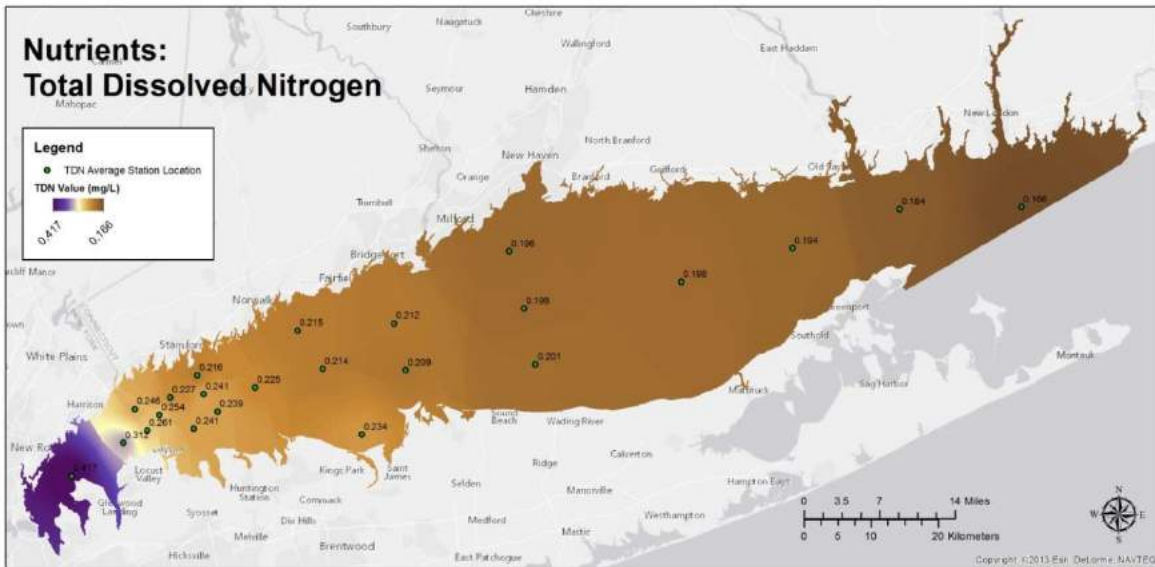 Nutrients:
Total Dissolved Nitrogen
Legend
TDN Average Station Location
TDN Value (mg/L)
0.417
0.166
Cheshire
Southbury
Naugatuck
Wallingford
East Haddam
Mahopac
Seymour
Hamden
North Branford
New London
Shelton
New Haven
Orange
Branford
Guilford
Trumbull
Milford
0.184
0.166
0.196
0.194
Bridgeport
Fairfield
0.198
Norwalk
0.198
Southold
0.212
0.215
White Plains
Stamford
Montauk
0.214
0.209
0.201
0.216
0.225
Mattituck
Sag Harbor
0.227
0.241
0.246
Harrison
0.254
0.239
Sound
Beach
Wading River
0.261
0.241
0.234
0.312
New Ro
Locust
Valley
Kings Park
Saint
James
Ridge
Calverton
0.417
Glenwood
Landing
Huntington
Station
Selden
Manorville
Hampton Bays
Syosset
Commack
0 3.5 7 14 Miles
Dix Hills
Medford
Westhampton
Melville
Mastic
0 5 10 20 Kilometers
Hicksville
Brentwood
East Patchogue
N
W E
S
Copyright: ©2013 Esri, DeLorme, NAVTEQ